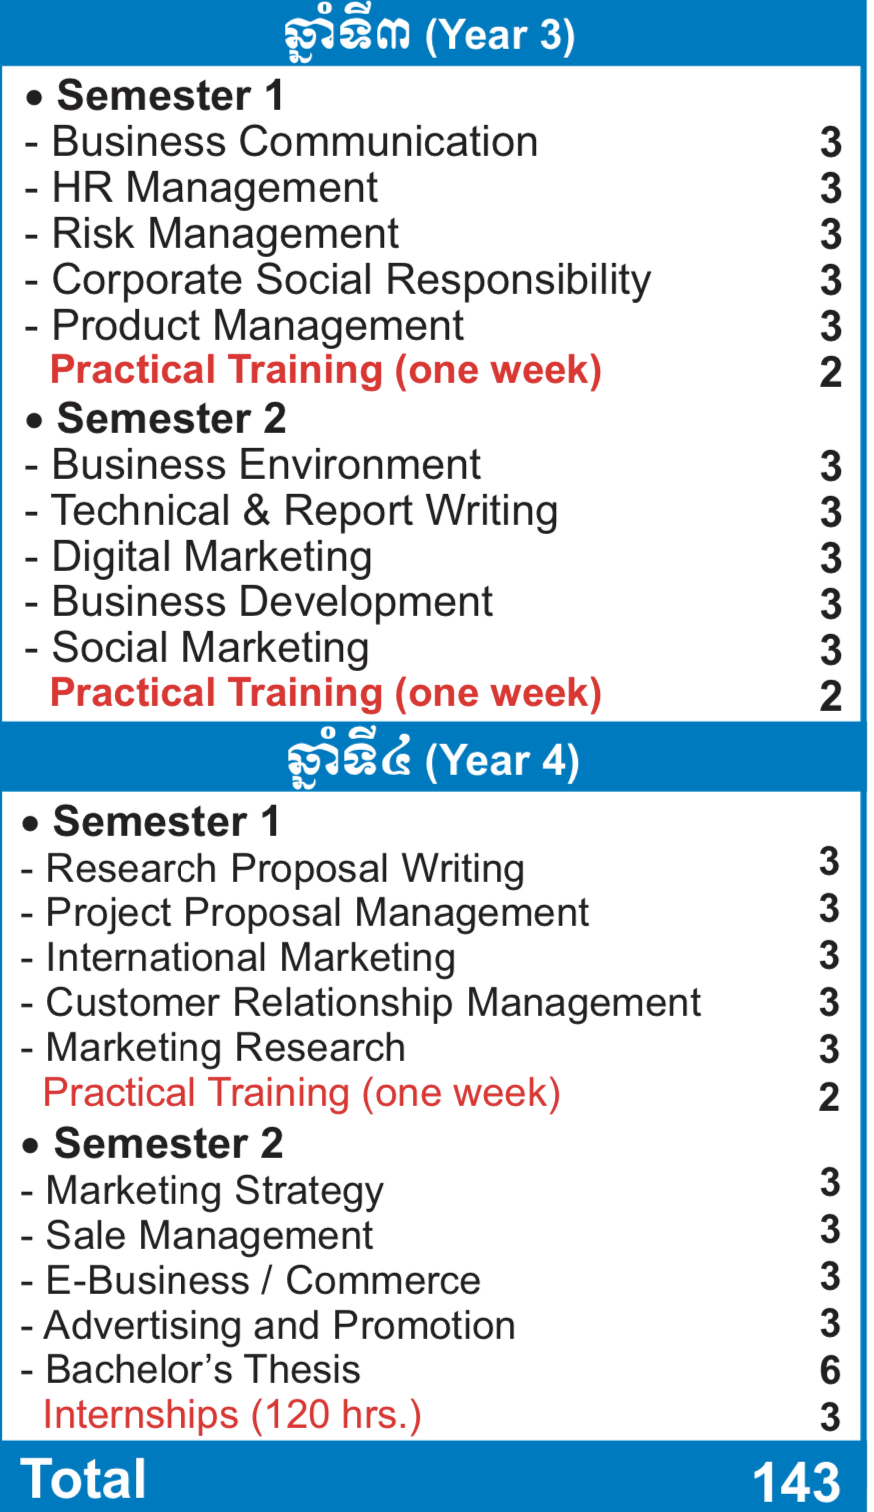 ឆ្នាំទី៣ (Year 3)
• Semester 1
- Business Communication 3
- HR Management 3
- Risk Management 3
- Corporate Social Responsibility 3
- Product Management 3
Practical Training (one week) 2
• Semester 2
- Business Environment 3
- Technical & Report Writing 3
- Digital Marketing 3
- Business Development 3
- Social Marketing 3
Practical Training (one week) 2
ឆ្នាំទី៤ (Year 4)
• Semester 1
- Research Proposal Writing 3
- Project Proposal Management 3
- International Marketing 3
- Customer Relationship Management 3
- Marketing Research 3
Practical Training (one week) 2
• Semester 2
- Marketing Strategy 3
- Sale Management 3
- E-Business / Commerce 3
- Advertising and Promotion 3
- Bachelor’s Thesis 6
Internships (120 hrs.) 3
Total 143